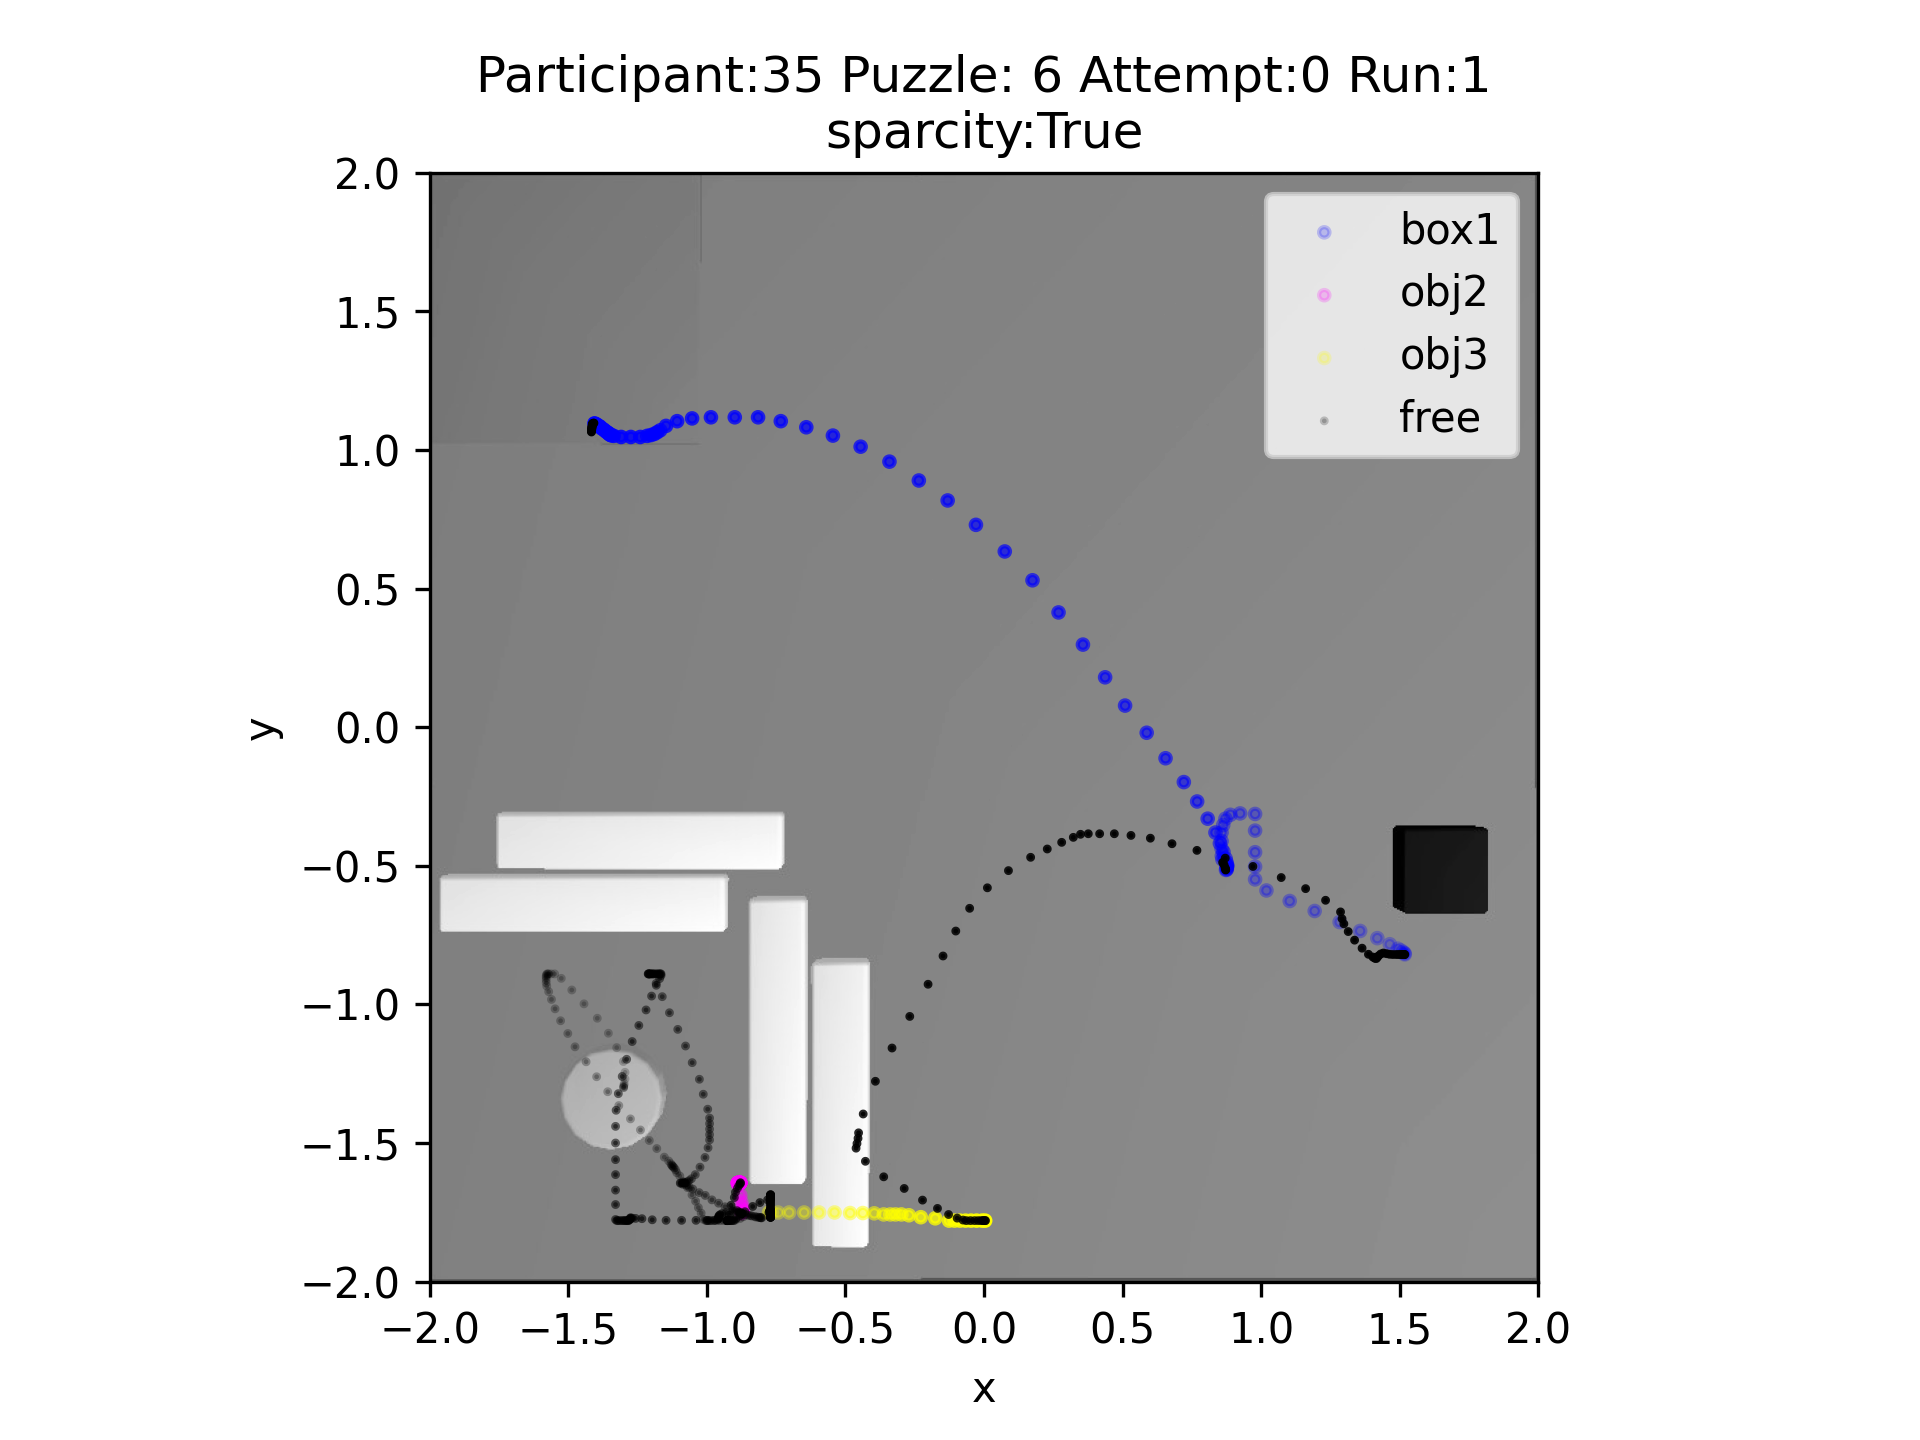 Participant:35 Puzzle: 6 Attempt:0 Run:1
sparcity:True
2.0
1.5
1.0
0.5
0.0
−0.5
−1.0
−1.5
−2.0
y
box1
obj2
obj3
free
−2.0 −1.5 −1.0 −0.5 0.0 0.5 1.0 1.5 2.0
x